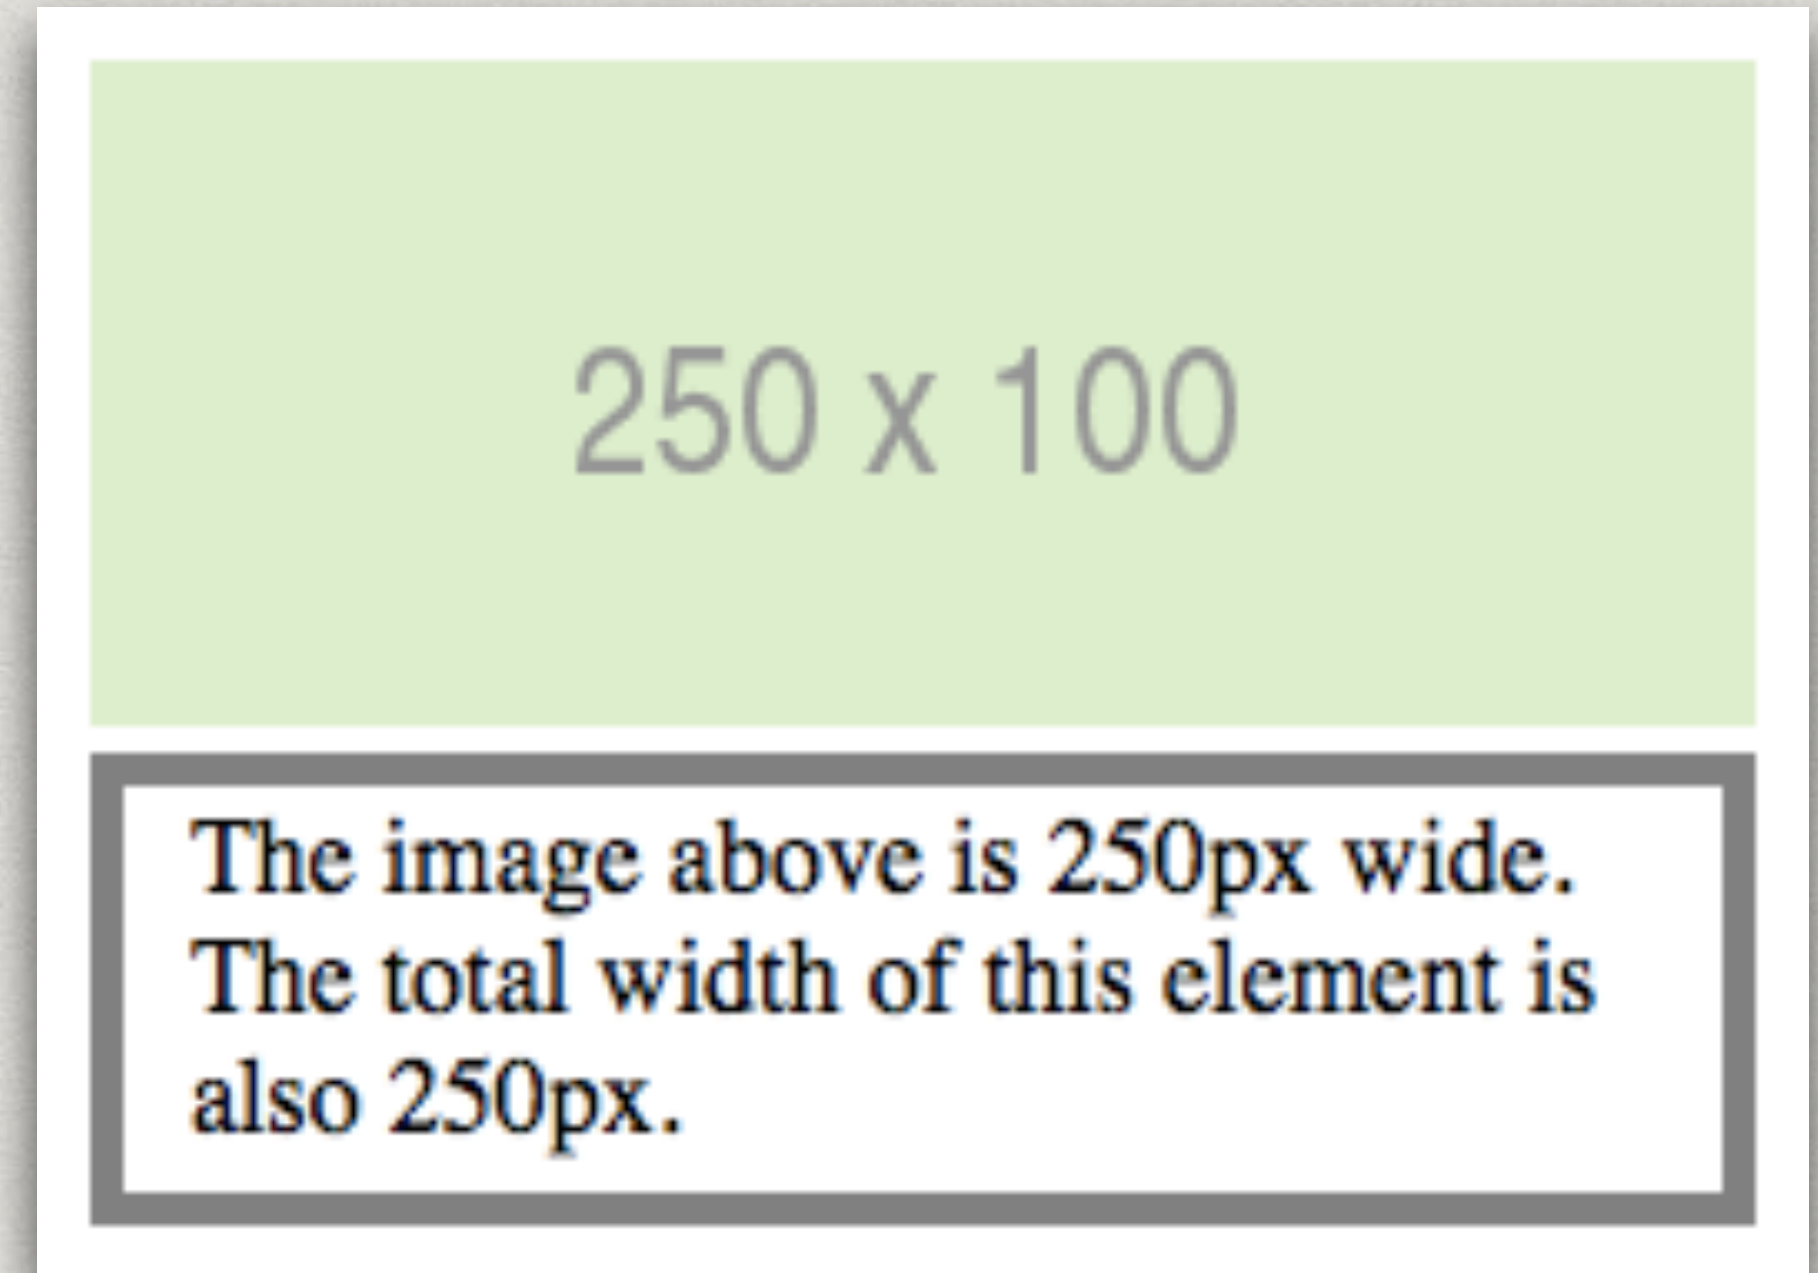 250 x 100
The image above is 250px wide.
The total width of this element is
also 250px.